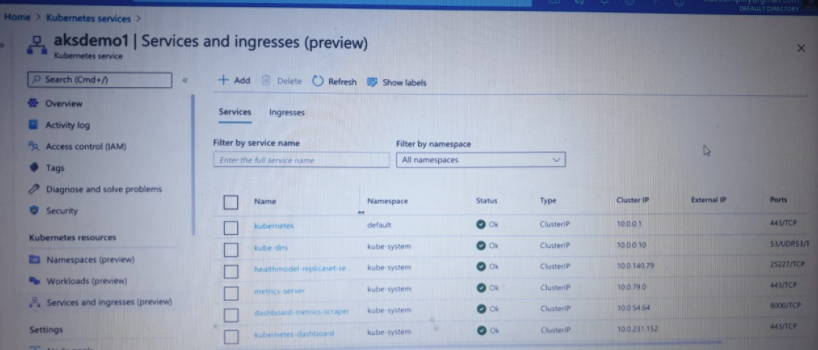 DEFAULT DIRECTORY
Home > Kubernetes services >
aksdemo1 | Services and ingresses (preview)
Kubernetes service
Search (Cmd+/)
Add Delete Refresh Show labels
Overview
Activity log
Access control (IAM)
Tags
Diagnose and solve problems
Security
Kubernetes resources
Namespaces (preview)
Workloads (preview)
Services and ingresses (preview)
Settings
Services Ingresses
Filter by service name
Enter the full service name
Filter by namespace
All namespaces
Name Namespace Status Type Cluster IP External IP Ports
kubernetes default Ok ClusterIP 10.0.0.1 443/TCP
kube-dns kube-system Ok ClusterIP 10.0.0.10 53/UDP,53/T
healthmodel-replicaset-se... kube-system Ok ClusterIP 10.0.140.79 25227/TCP
metrics-server kube-system Ok ClusterIP 10.0.79.0 443/TCP
dashboard-metrics-scraper kube-system Ok ClusterIP 10.0.54.64 8000/TCP
kubernetes-dashboard kube-system Ok ClusterIP 10.0.231.152 443/TCP